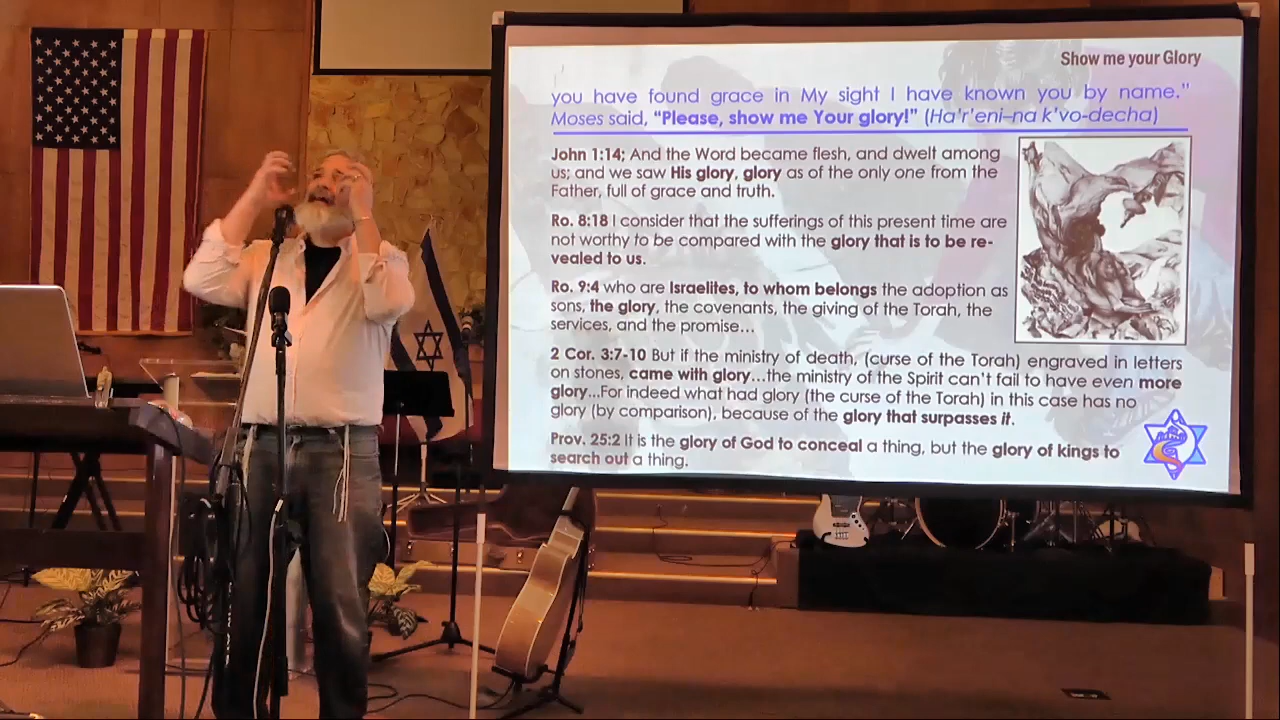 Show me your Glory
you have found grace in My sight I have known you by name."
Moses said, "Please, show me Your glory!" (Ha'r'eni–na k'vo-decha)
John 1:14; And the Word became flesh, and dwelt among
us; and we saw His glory, glory as of the only one from the
Father, full of grace and truth.
Ro. 8:18 I consider that the sufferings of this present time are
not worthy to be compared with the glory that is to be re-
vealed to us.
Ro. 9:4 who are Israelites, to whom belongs the adoption as
sons, the glory, the covenants, the giving of the Torah, the
services, and the promise...
2 Cor. 3:7-10 But if the ministry of death, (curse of the Torah) engraved in letters
on stones, came with glory...the ministry of the Spirit can't fail to have even more
glory...For indeed what had glory (the curse of the Torah) in this case has no
glory (by comparison), because of the glory that surpasses it.
Prov. 25:2 It is the glory of God to conceal a thing, but the glory of kings to
search out a thing.